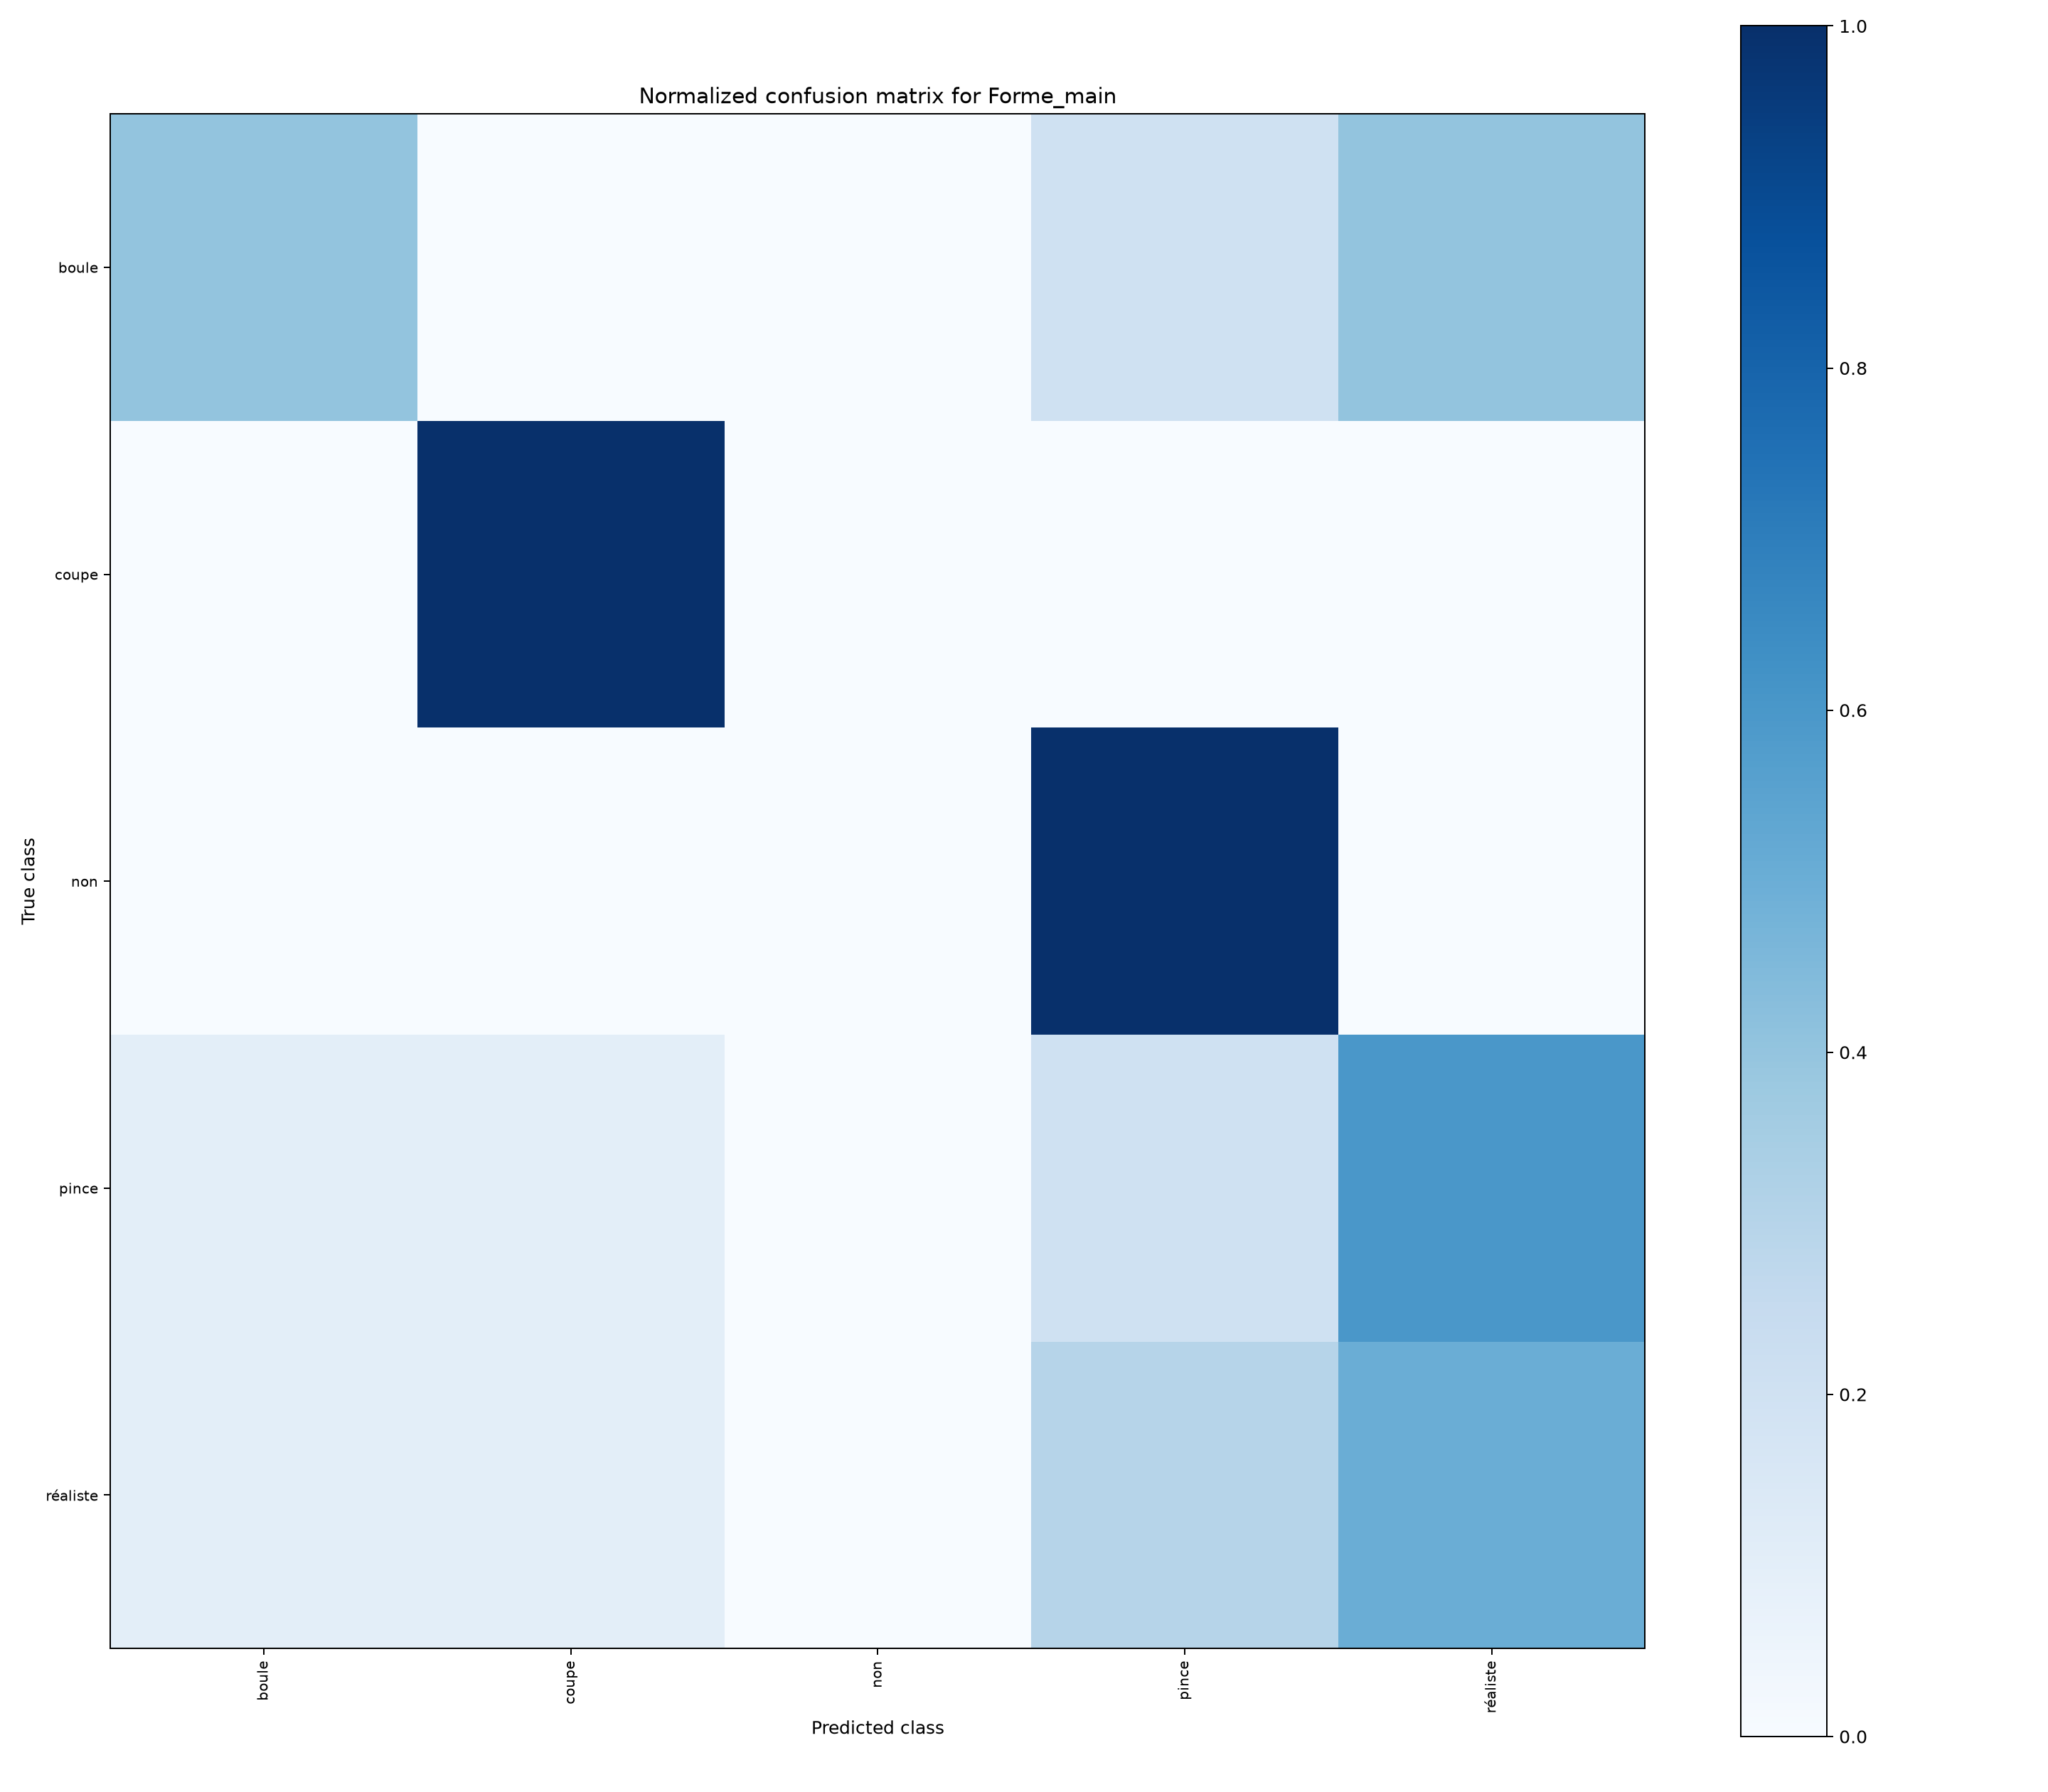 Normalized confusion matrix for Forme_main
True class
boule
coupe
non
pince
réaliste
boule
coupe
non
pince
réaliste
Predicted class
1.0
0.8
0.6
0.4
0.2
0.0